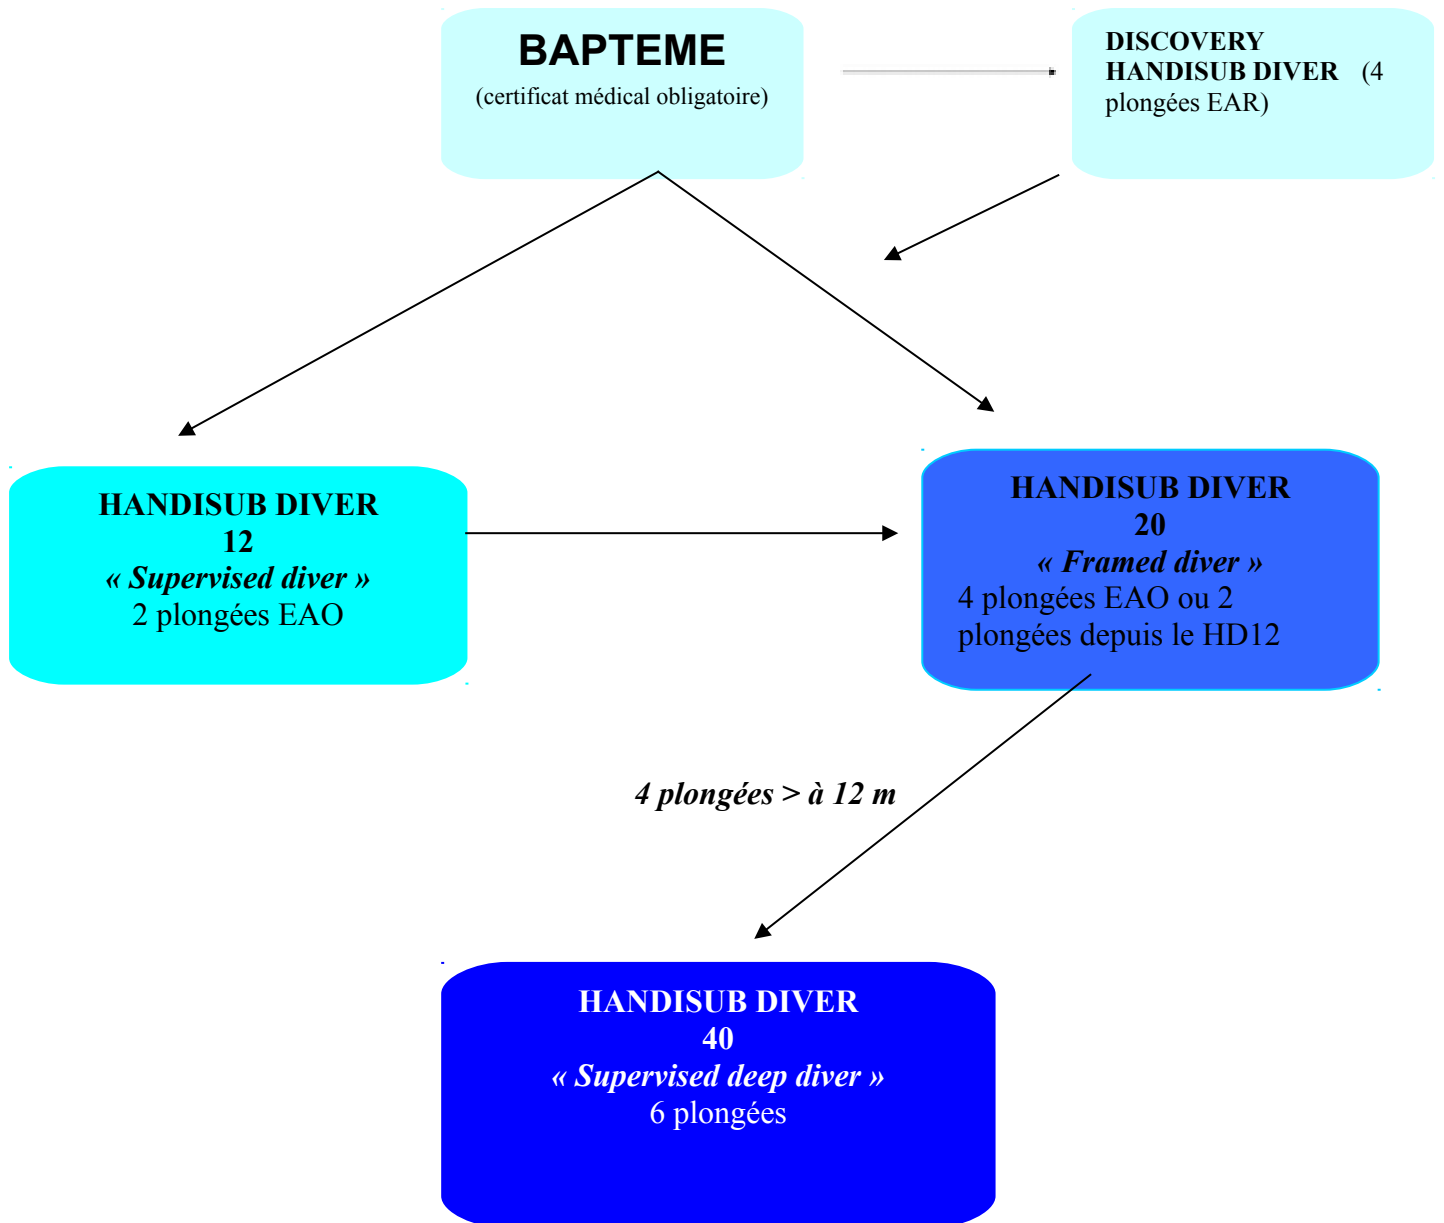 BAPTEME
(certificat médical obligatoire)
DISCOVERY
HANDISUB DIVER (4
plongées EAR)
HANDISUB DIVER
12
« Supervised diver »
2 plongées EAO
HANDISUB DIVER
20
« Framed diver »
4 plongées EAO ou 2
plongées depuis le HD12
4 plongées > à 12 m
HANDISUB DIVER
40
« Supervised deep diver »
6 plongées